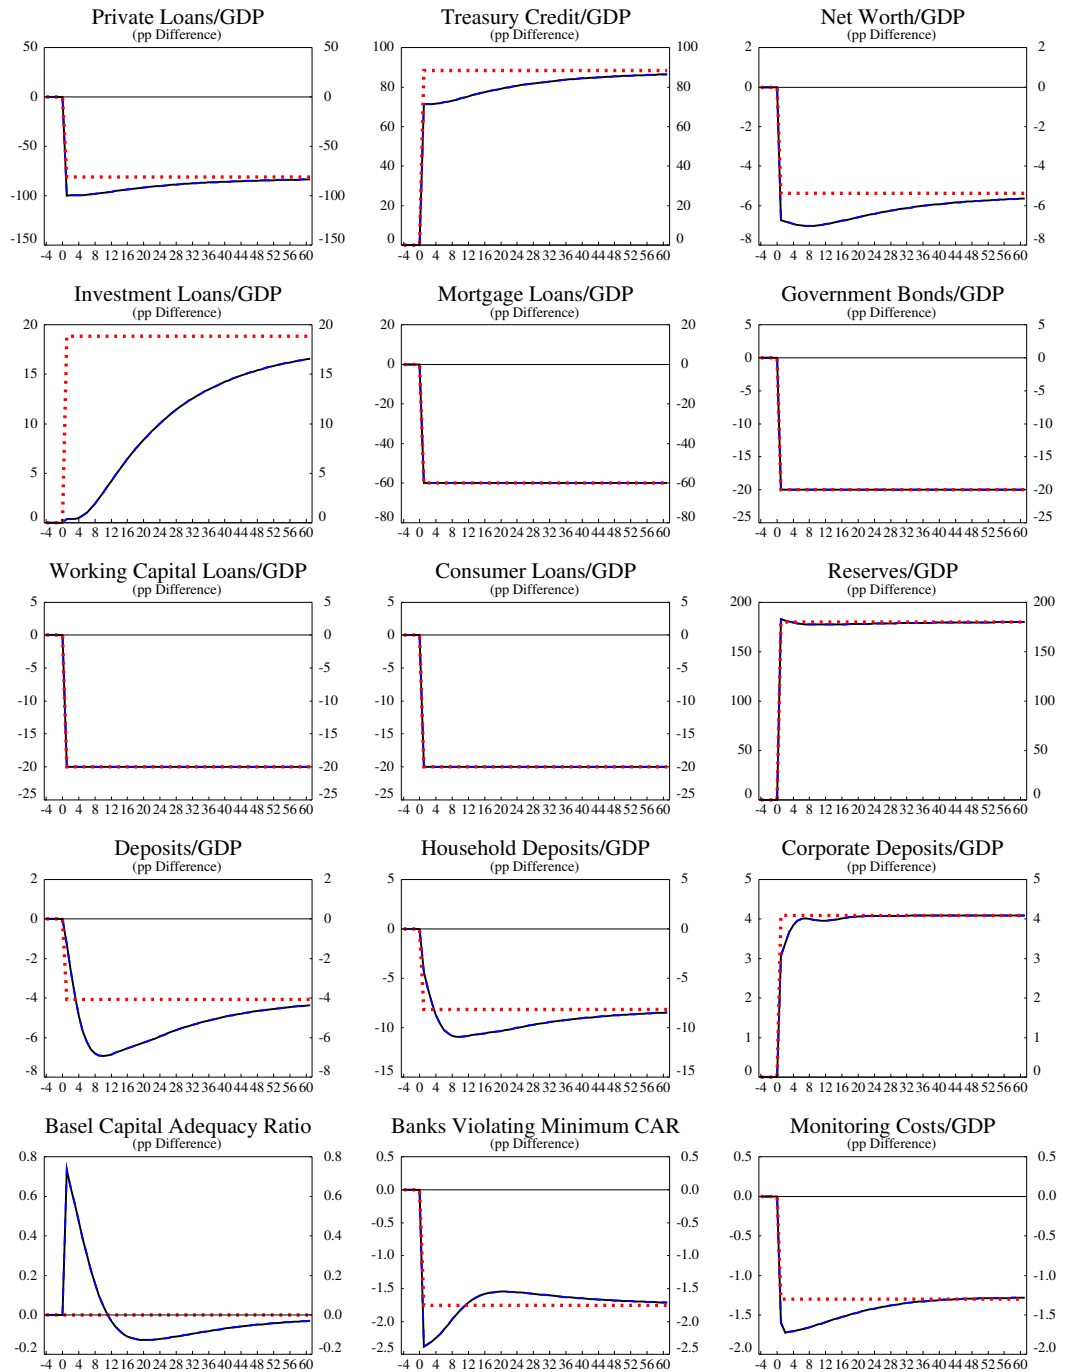 Private Loans/GDP
(pp Difference)
50 50
0 0
-50 -50
-100 -100
-150 -150
-4 0 4 8 12 16 20 24 28 32 36 40 44 48 52 56 60
Treasury Credit/GDP
(pp Difference)
100 100
80 80
60 60
40 40
20 20
0 0
-4 0 4 8 12 16 20 24 28 32 36 40 44 48 52 56 60
Net Worth/GDP
(pp Difference)
2 2
0 0
-2 2
-4 -4
-6 -6
-8 -8
-4 0 4 8 12 16 20 24 28 32 36 40 44 48 52 56 60
Investment Loans/GDP
(pp Difference)
20 20
15 15
10 10
5 5
0 0
-4 0 4 8 12 16 20 24 28 32 36 40 44 48 52 56 60
Mortgage Loans/GDP
(pp Difference)
20 20
0 0
-20 20
-40 -40
-60 -60
-80 -80
-4 0 4 8 12 16 20 24 28 32 36 40 44 48 52 56 60
Government Bonds/GDP
(pp Difference)
5 5
0 0
-5 -5
-10 -10
-15 -15
-20 -20
-25 -25
-4 0 4 8 12 16 20 24 28 32 36 40 44 48 52 56 60
Working Capital Loans/GDP
(pp Difference)
5 5
0 0
-5 -5
-10 -10
-15 -15
-20 -20
-25 -25
-4 0 4 8 12 16 20 24 28 32 36 40 44 48 52 56 60
Consumer Loans/GDP
(pp Difference)
5 5
0 0
-5 -5
-10 -10
-15 -15
-20 -20
-25 -25
-4 0 4 8 12 16 20 24 28 32 36 40 44 48 52 56 60
Reserves/GDP
(pp Difference)
200 200
150 150
100 100
50 50
0 0
-4 0 4 8 12 16 20 24 28 32 36 40 44 48 52 56 60
Deposits/GDP
(pp Difference)
2 2
0 0
-2 -2
-4 -4
-6 -6
-8 -8
-4 0 4 8 12 16 20 24 28 32 36 40 44 48 52 56 60
Household Deposits/GDP
(pp Difference)
5 5
0 0
-5 -5
-10 -10
-15 -15
-4 0 4 8 12 16 20 24 28 32 36 40 44 48 52 56 60
Corporate Deposits/GDP
(pp Difference)
5 5
4 4
3 3
2 2
1 1
0 0
-4 0 4 8 12 16 20 24 28 32 36 40 44 48 52 56 60
Basel Capital Adequacy Ratio
(pp Difference)
0.8 0.8
0.6 0.6
0.4 0.4
0.2 0.2
0.0 0.0
-0.2 -0.2
-4 0 4 8 12 16 20 24 28 32 36 40 44 48 52 56 60
Banks Violating Minimum CAR
(pp Difference)
0.5 0.5
0.0 0.0
-0.5 -0.5
-1.0 -1.0
-1.5 -1.5
-2.0 -2.0
-2.5 -2.5
-4 0 4 8 12 16 20 24 28 32 36 40 44 48 52 56 60
Monitoring Costs/GDP
(pp Difference)
0.5 0.5
0.0 0.0
-0.5 -0.5
-1.0 -1.0
-1.5 -1.5
-2.0 -2.0
-4 0 4 8 12 16 20 24 28 32 36 40 44 48 52 56 60